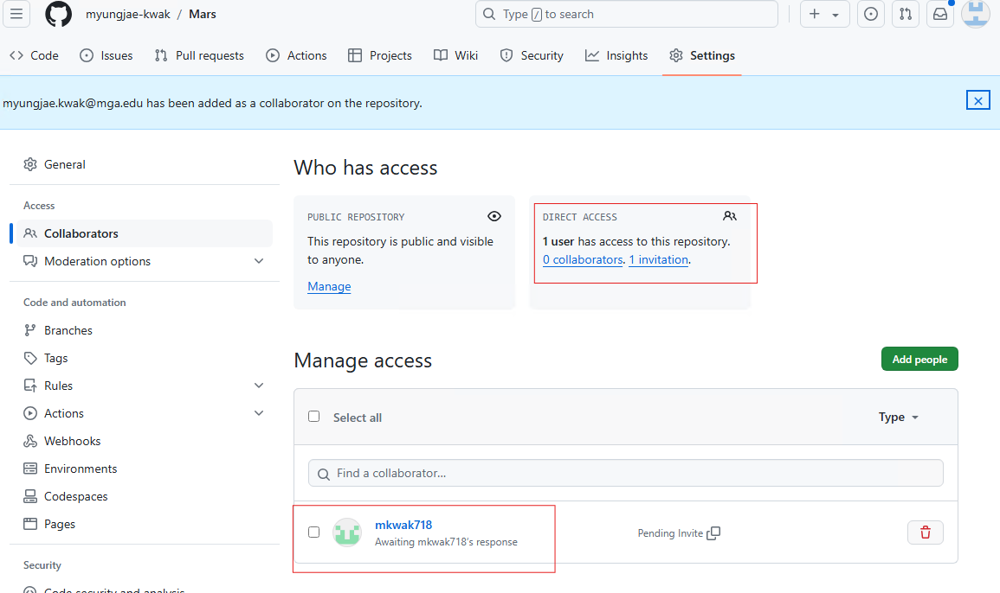 myungjae-kwak / Mars
Type / to search
Code
Issues
Pull requests
Actions
Projects
Wiki
Security
Insights
Settings
myungjae.kwak@mga.edu has been added as a collaborator on the repository.
General
Access
Collaborators
Moderation options
Code and automation
Branches
Tags
Rules
Actions
Webhooks
Environments
Codespaces
Pages
Security
Code security and analysis
Who has access
PUBLIC REPOSITORY
This repository is public and visible
to anyone.
Manage
DIRECT ACCESS
1 user has access to this repository.
0 collaborators. 1 invitation.
Manage access
Add people
Select all
Type
Find a collaborator...
mkwak718
Awaiting mkwak718's response
Pending Invite